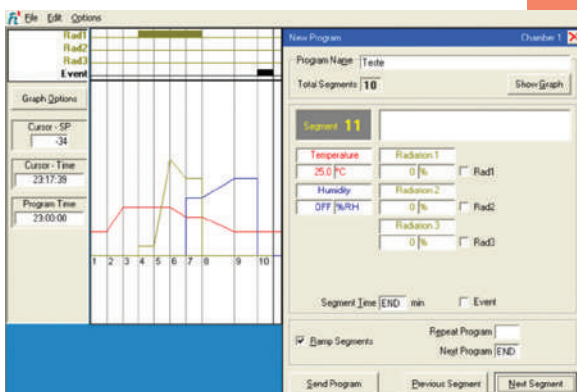 File Edit Options
Rad1
Rad2
Rad3
Event
Graph Options
Cursor - SP
-34
Cursor - Time
23:17:39
Program Time
23:00:00
1 2 3 4 5 6 7 8 9 10
New Program Chamber 1
Program Name Teste
Total Segments 10 Show Graph
Segment 11
Temperature Radiation 1
25.0 °C 0 % Rad1
Humidity Radiation 2
OFF %RH 0 % Rad2
Radiation 3
0 % Rad3
Segment Time END min Event
Ramp Segments Repeat Program
Next Program END
Send Program Previous Segment Next Segment